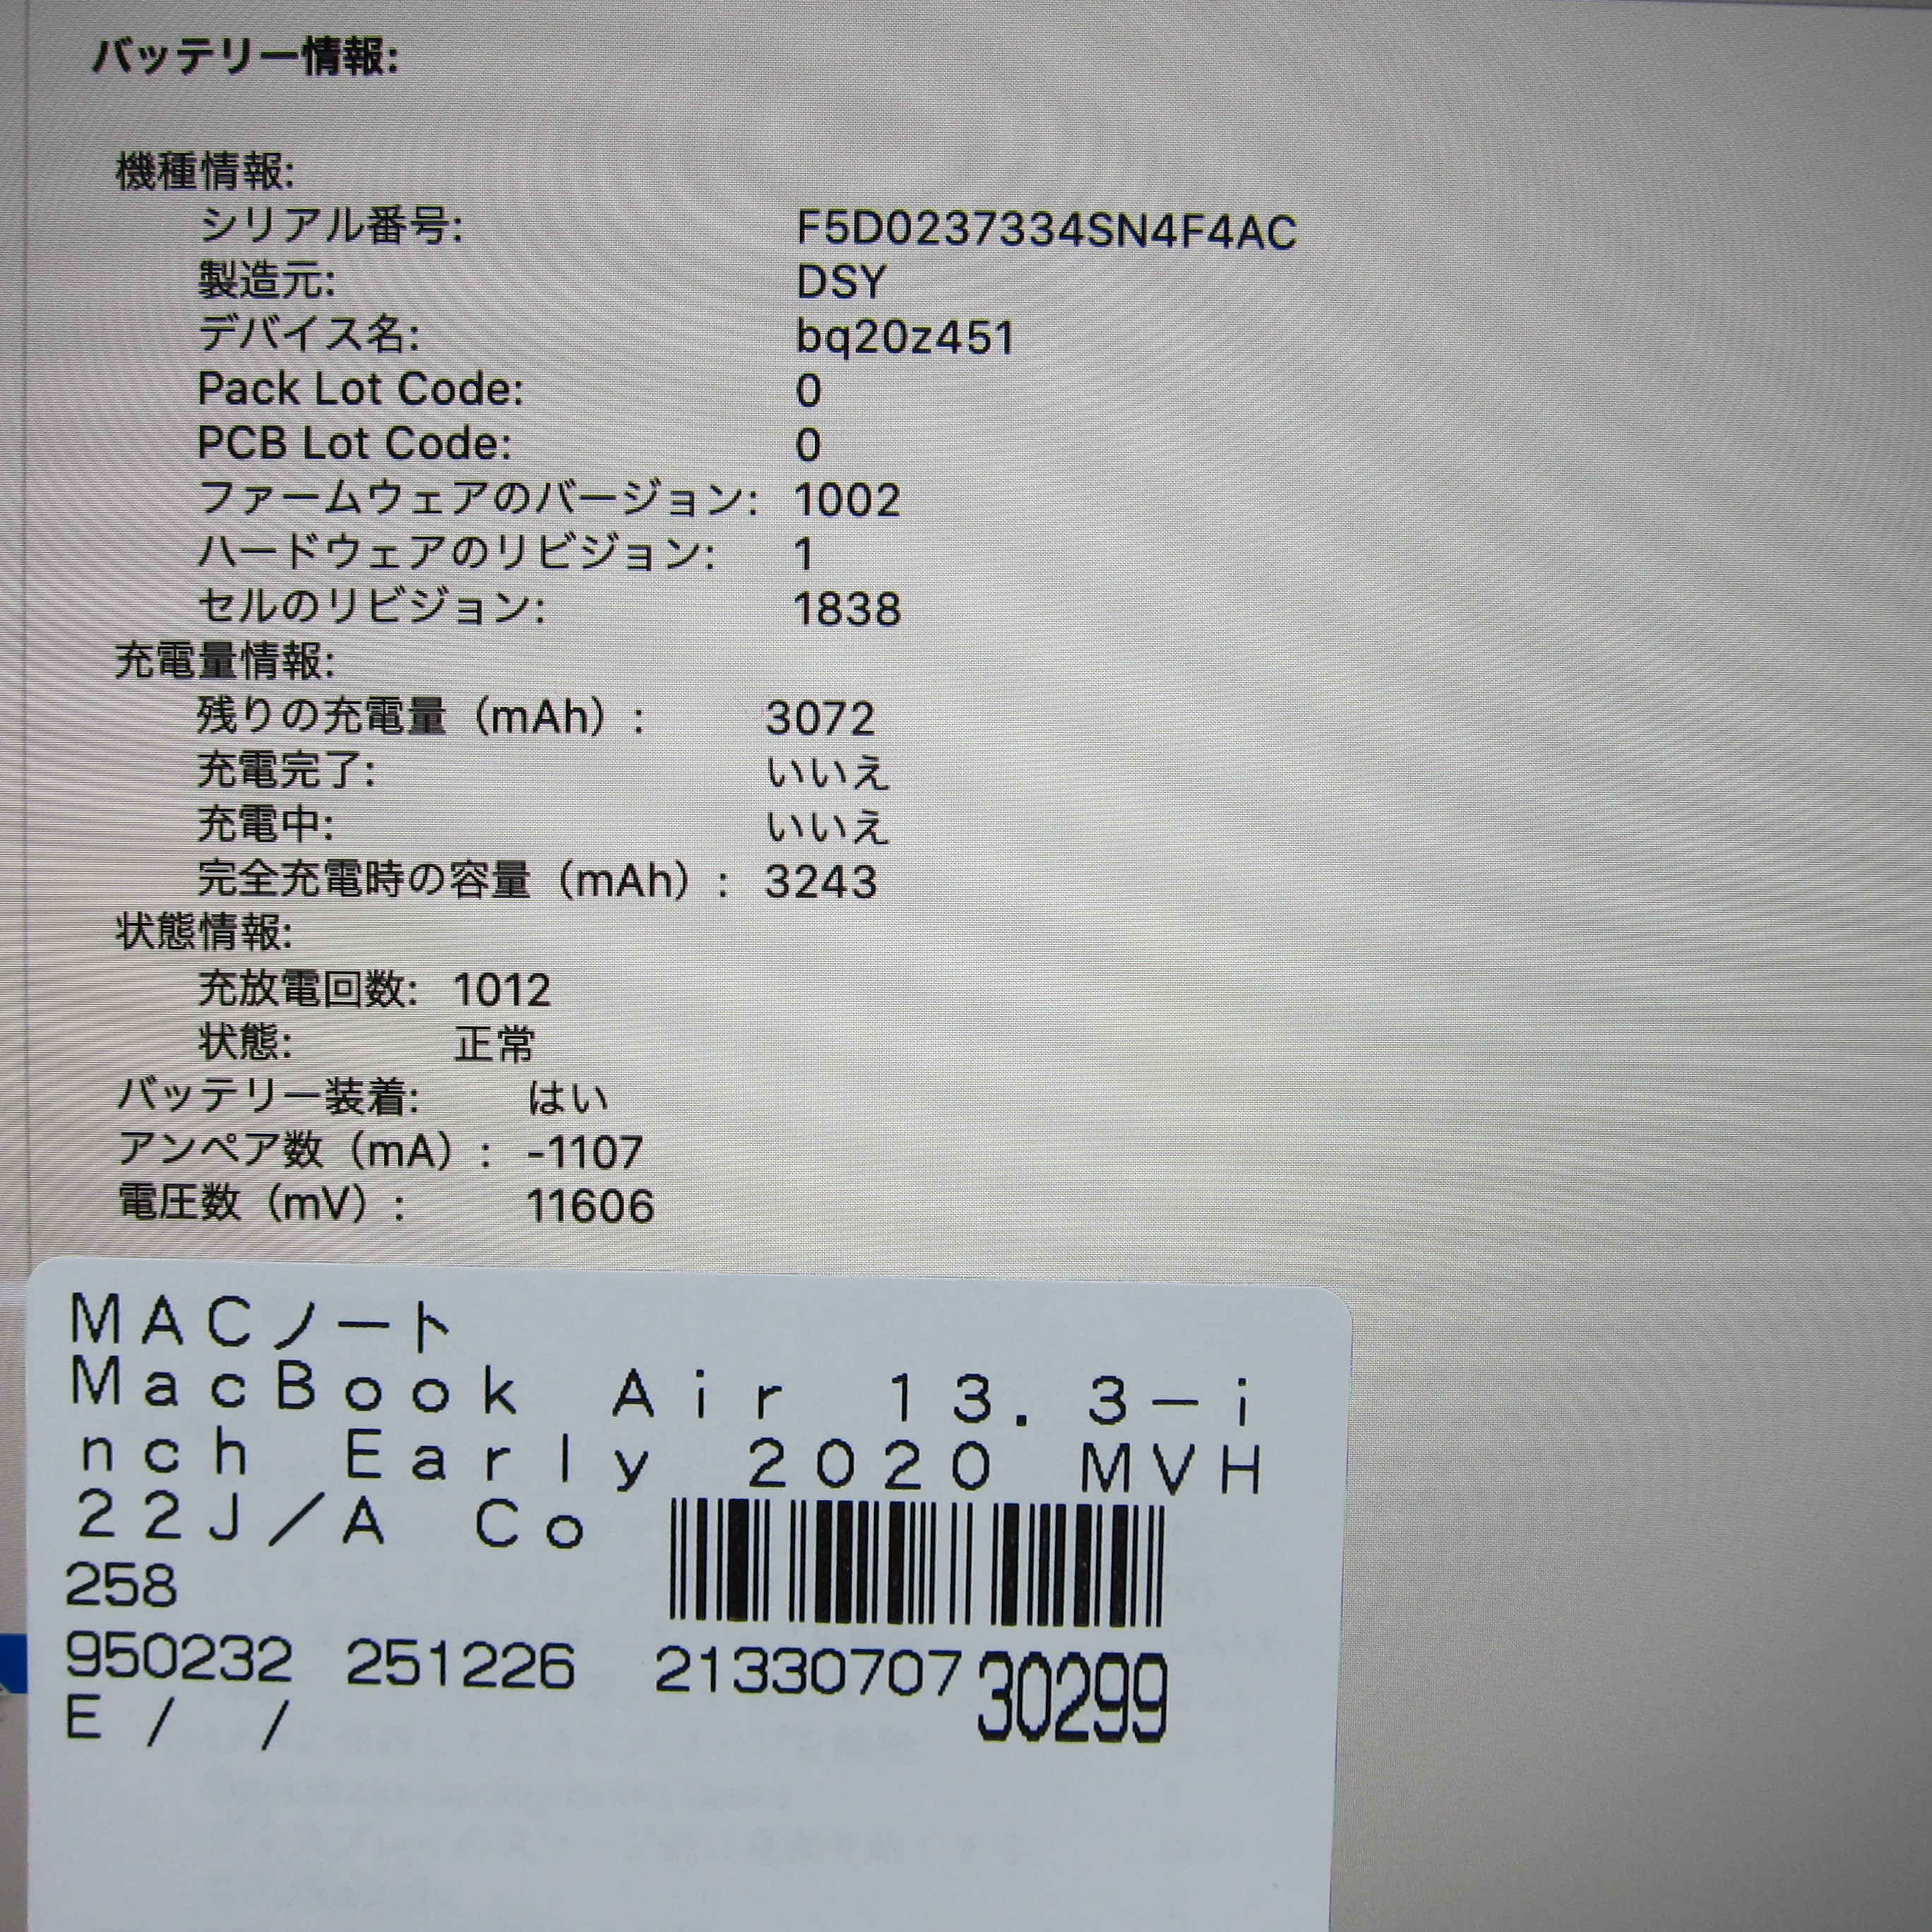 バッテリー情報:
機種情報:
シリアル番号: F5D0237334SN4F4AC
製造元: DSY
デバイス名: bq20z451
Pack Lot Code: 0
PCB Lot Code: 0
ファームウェアのバージョン: 1002
ハードウェアのリビジョン: 1
セルのリビジョン: 1838
充電量情報:
残りの充電量（mAh）: 3072
充電完了: いいえ
充電中: いいえ
完全充電時の容量（mAh）: 3243
状態情報:
充放電回数: 1012
状態: 正常
バッテリー装着: はい
アンペア数（mA）: -1107
電圧数（mV）: 11606
ＭＡＣノート
ＭａｃＢｏｏｋ　Ａｉｒ　１３．３－ｉ
ｎｃｈ　Ｅａｒｌｙ　２０２０　ＭＶＨ
２２Ｊ／Ａ　Ｃｏ
258
950232 251226 21330707 30299
E / /